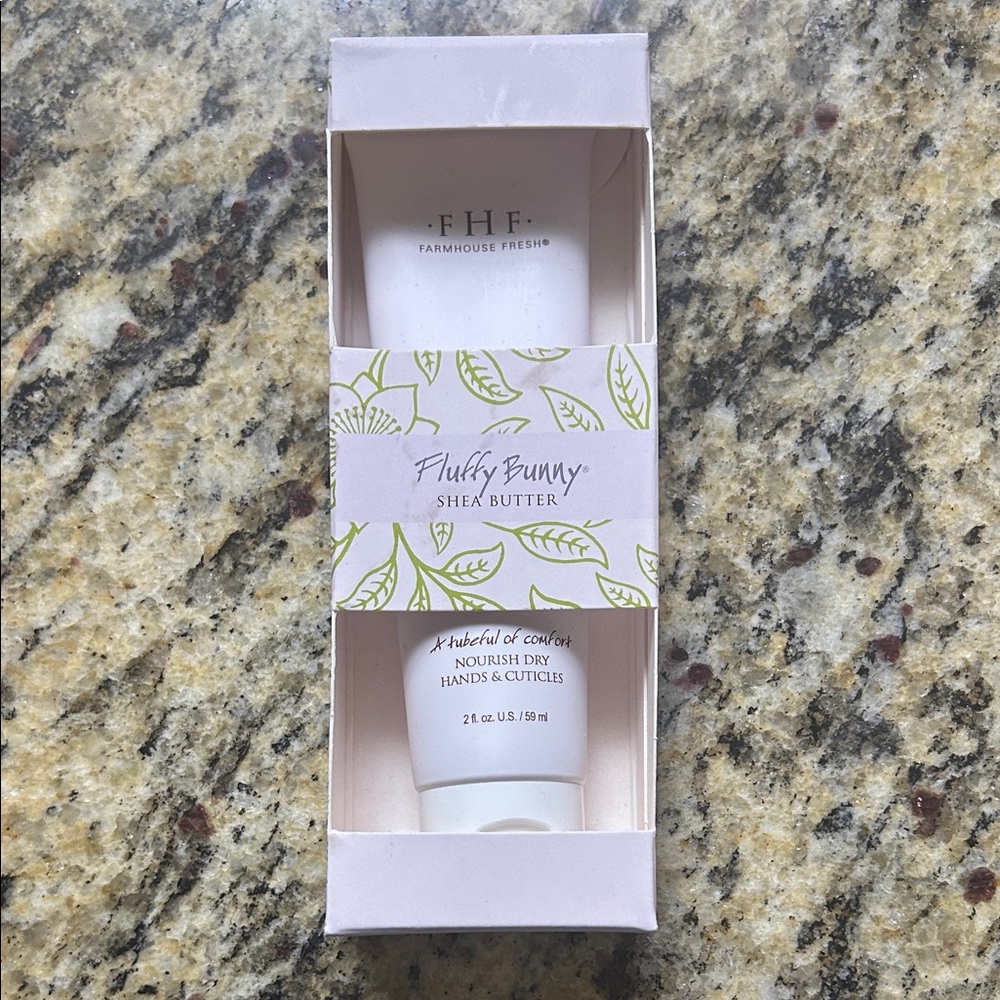 ·FHF·
FARMHOUSE FRESH®
Fluffy Bunny®
SHEA BUTTER
A tubeful of comfort
NOURISH DRY
HANDS & CUTICLES
2 fl. oz. U.S. / 59 ml